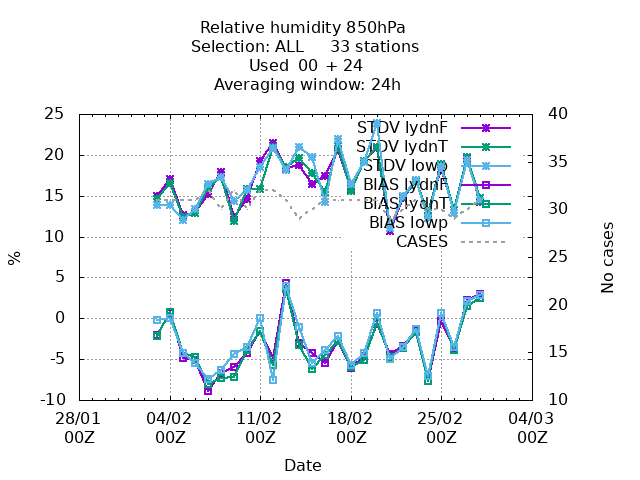 Relative humidity 850hPa
Selection: ALL 33 stations
Used 00 + 24
Averaging window: 24h
25
20
15
10
5
0
-5
-10
%
40
35
30
25
20
15
10
No cases
STDV lydnF
STDV lydnT
STDV lowp
BIAS lydnF
BIAS lydnT
BIAS lowp
CASES
28/01 04/02 11/02 18/02 25/02 04/03
00Z 00Z 00Z 00Z 00Z 00Z
Date